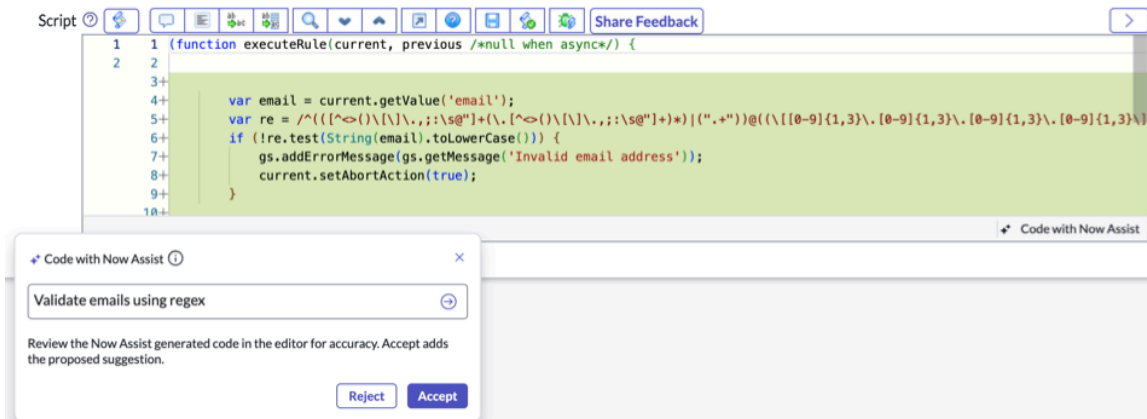 Script
Share Feedback
1 1 (function executeRule(current, previous /*null when async*/) {
2 2
3+
4+ var email = current.getValue('email');
5+ var re = /^(([^<>()\[\]\.,;:\s@"]+(\.[^<>()\[\]\.,;:\s@"]+)*)|(".+"))@((\[[0-9]{1,3}\.[0-9]{1,3}\.[0-9]{1,3}\.[0-9]{1,3}\]
6+ if (!re.test(String(email).toLowerCase())) {
7+ gs.addErrorMessage(gs.getMessage('Invalid email address'));
8+ current.setAbortAction(true);
9+ }
10+
Code with Now Assist
Code with Now Assist
Validate emails using regex
Review the Now Assist generated code in the editor for accuracy. Accept adds
the proposed suggestion.
Reject Accept